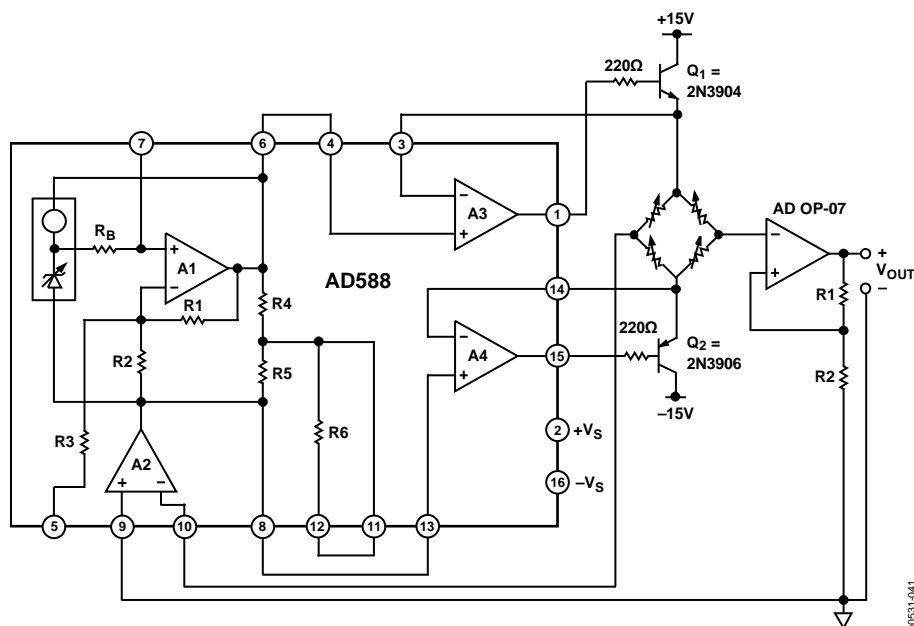 +15V
220Ω
Q1 =
2N3904
7
6
4
3
A3
−
+
1
AD OP-07
RB
+
A1
−
R1
R4
AD588
−
+
+
VOUT
−
R1
14
R2
R5
A4
−
+
15
220Ω
Q2 =
2N3906
R2
−15V
R3
R6
2
+VS
A2
+
−
16
−VS
5
9
10
8
12
11
13
0531-041